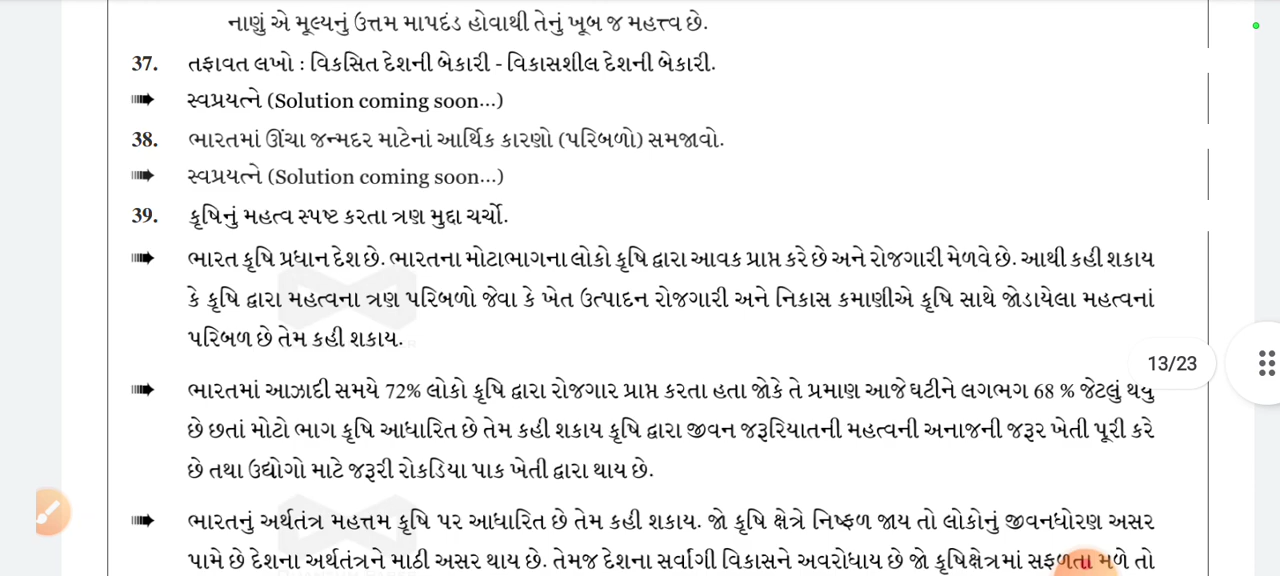 નાણું એ મૂલ્યનું ઉત્તમ માપદંડ હોવાથી તેનું ખૂબ જ મહત્ત્વ છે.
37. તફાવત લખો : વિકસિત દેશની બેકારી - વિકાસશીલ દેશની બેકારી.
સ્વપ્રયત્ને (Solution coming soon...)
38. ભારતમાં ઊંચા જન્મદર માટેનાં આર્થિક કારણો (પરિબળો) સમજાવો.
સ્વપ્રયત્ને (Solution coming soon...)
39. કૃષિનું મહત્વ સ્પષ્ટ કરતા ત્રણ મુદ્દા ચર્ચો.
ભારત કૃષિ પ્રધાન દેશ છે. ભારતના મોટાભાગના લોકો કૃષિ દ્વારા આવક પ્રાપ્ત કરે છે અને રોજગારી મેળવે છે. આથી કહી શકાય
કે કૃષિ દ્વારા મહત્વના ત્રણ પરિબળો જેવા કે ખેત ઉત્પાદન રોજગારી અને નિકાસ કમાણીએ કૃષિ સાથે જોડાયેલા મહત્વનાં
પરિબળ છે તેમ કહી શકાય.
13/23
ભારતમાં આઝાદી સમયે 72% લોકો કૃષિ દ્વારા રોજગાર પ્રાપ્ત કરતા હતા જોકે તે પ્રમાણ આજે ઘટીને લગભગ 68 % જેટલું થયુ
છે છતાં મોટો ભાગ કૃષિ આધારિત છે તેમ કહી શકાય કૃષિ દ્વારા જીવન જરૂરિયાતની મહત્વની અનાજની જરૂર ખેતી પૂરી કરે
છે તથા ઉદ્યોગો માટે જરૂરી રોકડિયા પાક ખેતી દ્વારા થાય છે.
ભારતનું અર્થતંત્ર મહત્તમ કૃષિ પર આધારિત છે તેમ કહી શકાય. જો કૃષિ ક્ષેત્રે નિષ્ફળ જાય તો લોકોનું જીવનધોરણ અસર
પામે છે દેશના અર્થતંત્રને માઠી અસર થાય છે. તેમજ દેશના સર્વાગી વિકાસને અવરોધાય છે જો કૃષિક્ષેત્રમાં સફળતા મળે તો